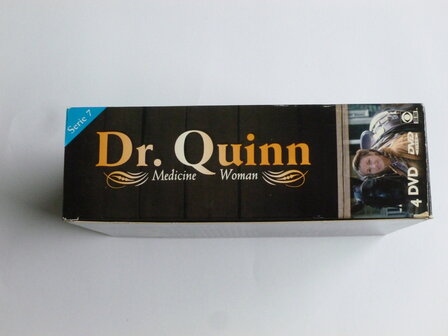 Serie 7
Dr. Quinn
Medicine Woman
4 DVD
DVD